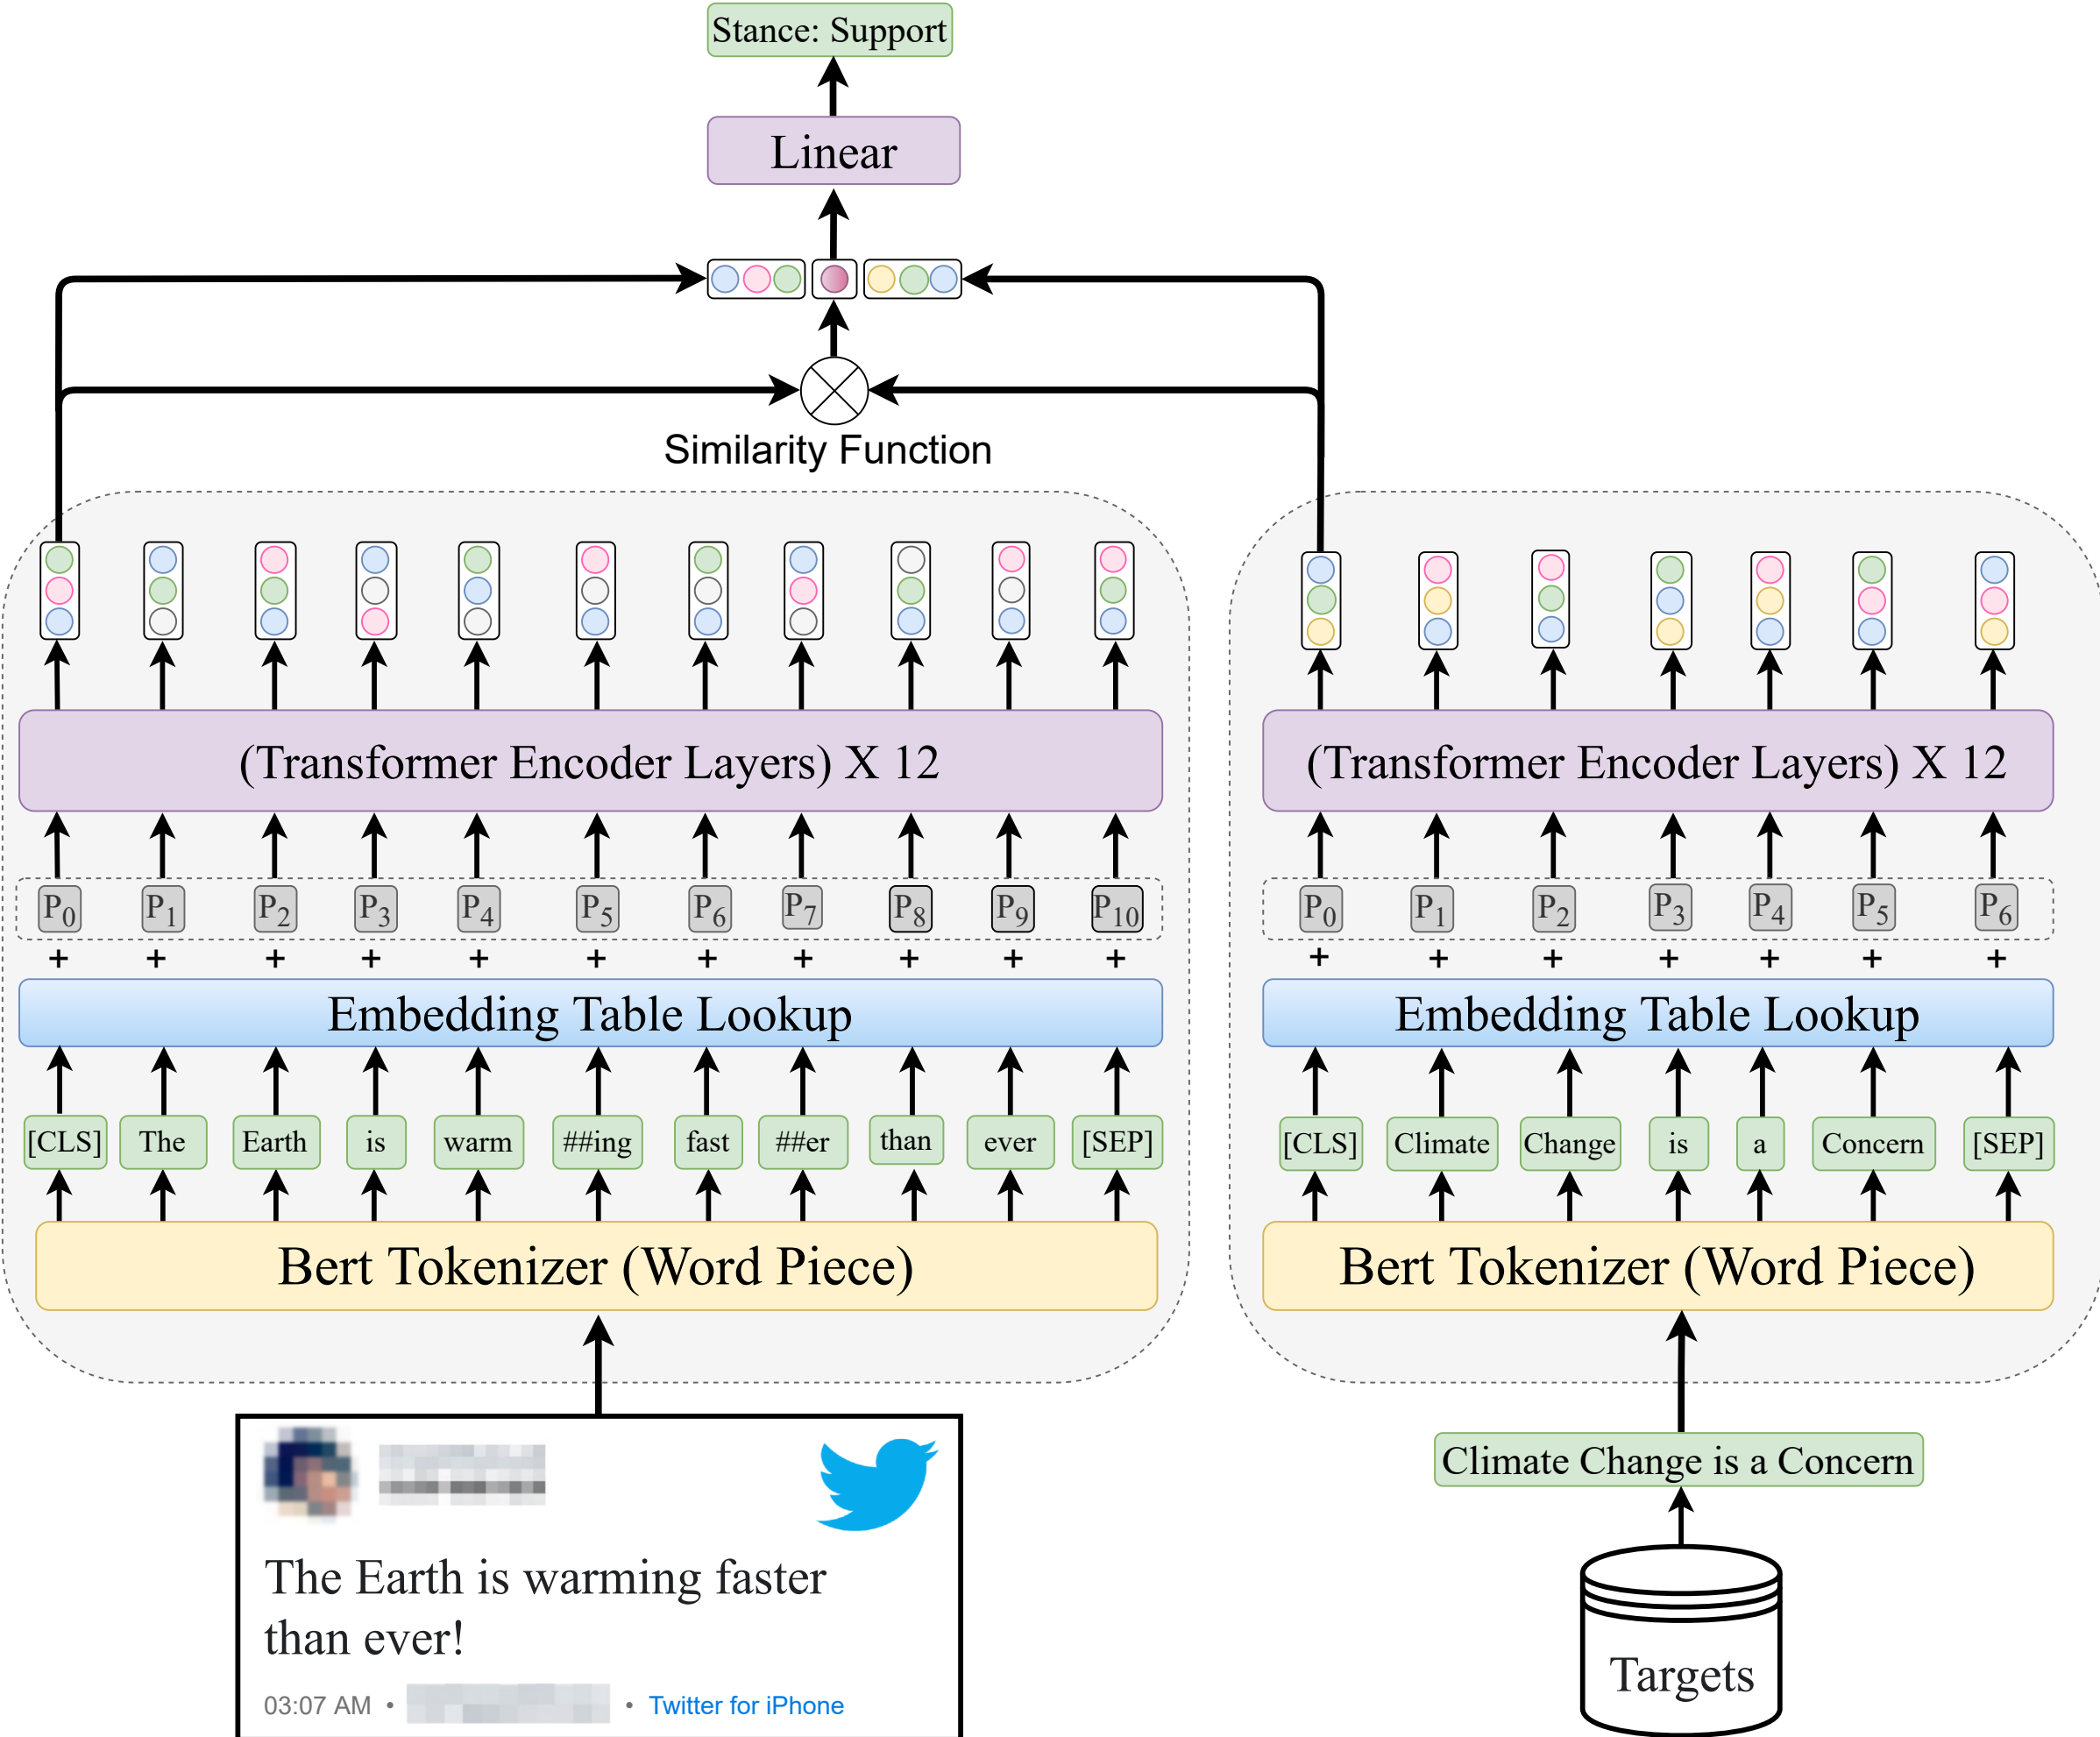 Stance: Support
Linear
Similarity Function
(Transformer Encoder Layers) X 12
(Transformer Encoder Layers) X 12
P0 P1 P2 P3 P4 P5 P6 P7 P8 P9 P10
P0 P1 P2 P3 P4 P5 P6
+ + + + + + + + + + +
+ + + + + + +
Embedding Table Lookup
Embedding Table Lookup
[CLS] The Earth is warm ##ing fast ##er than ever [SEP]
[CLS] Climate Change is a Concern [SEP]
Bert Tokenizer (Word Piece)
Bert Tokenizer (Word Piece)
The Earth is warming faster
than ever!
03:07 AM • • Twitter for iPhone
Climate Change is a Concern
Targets